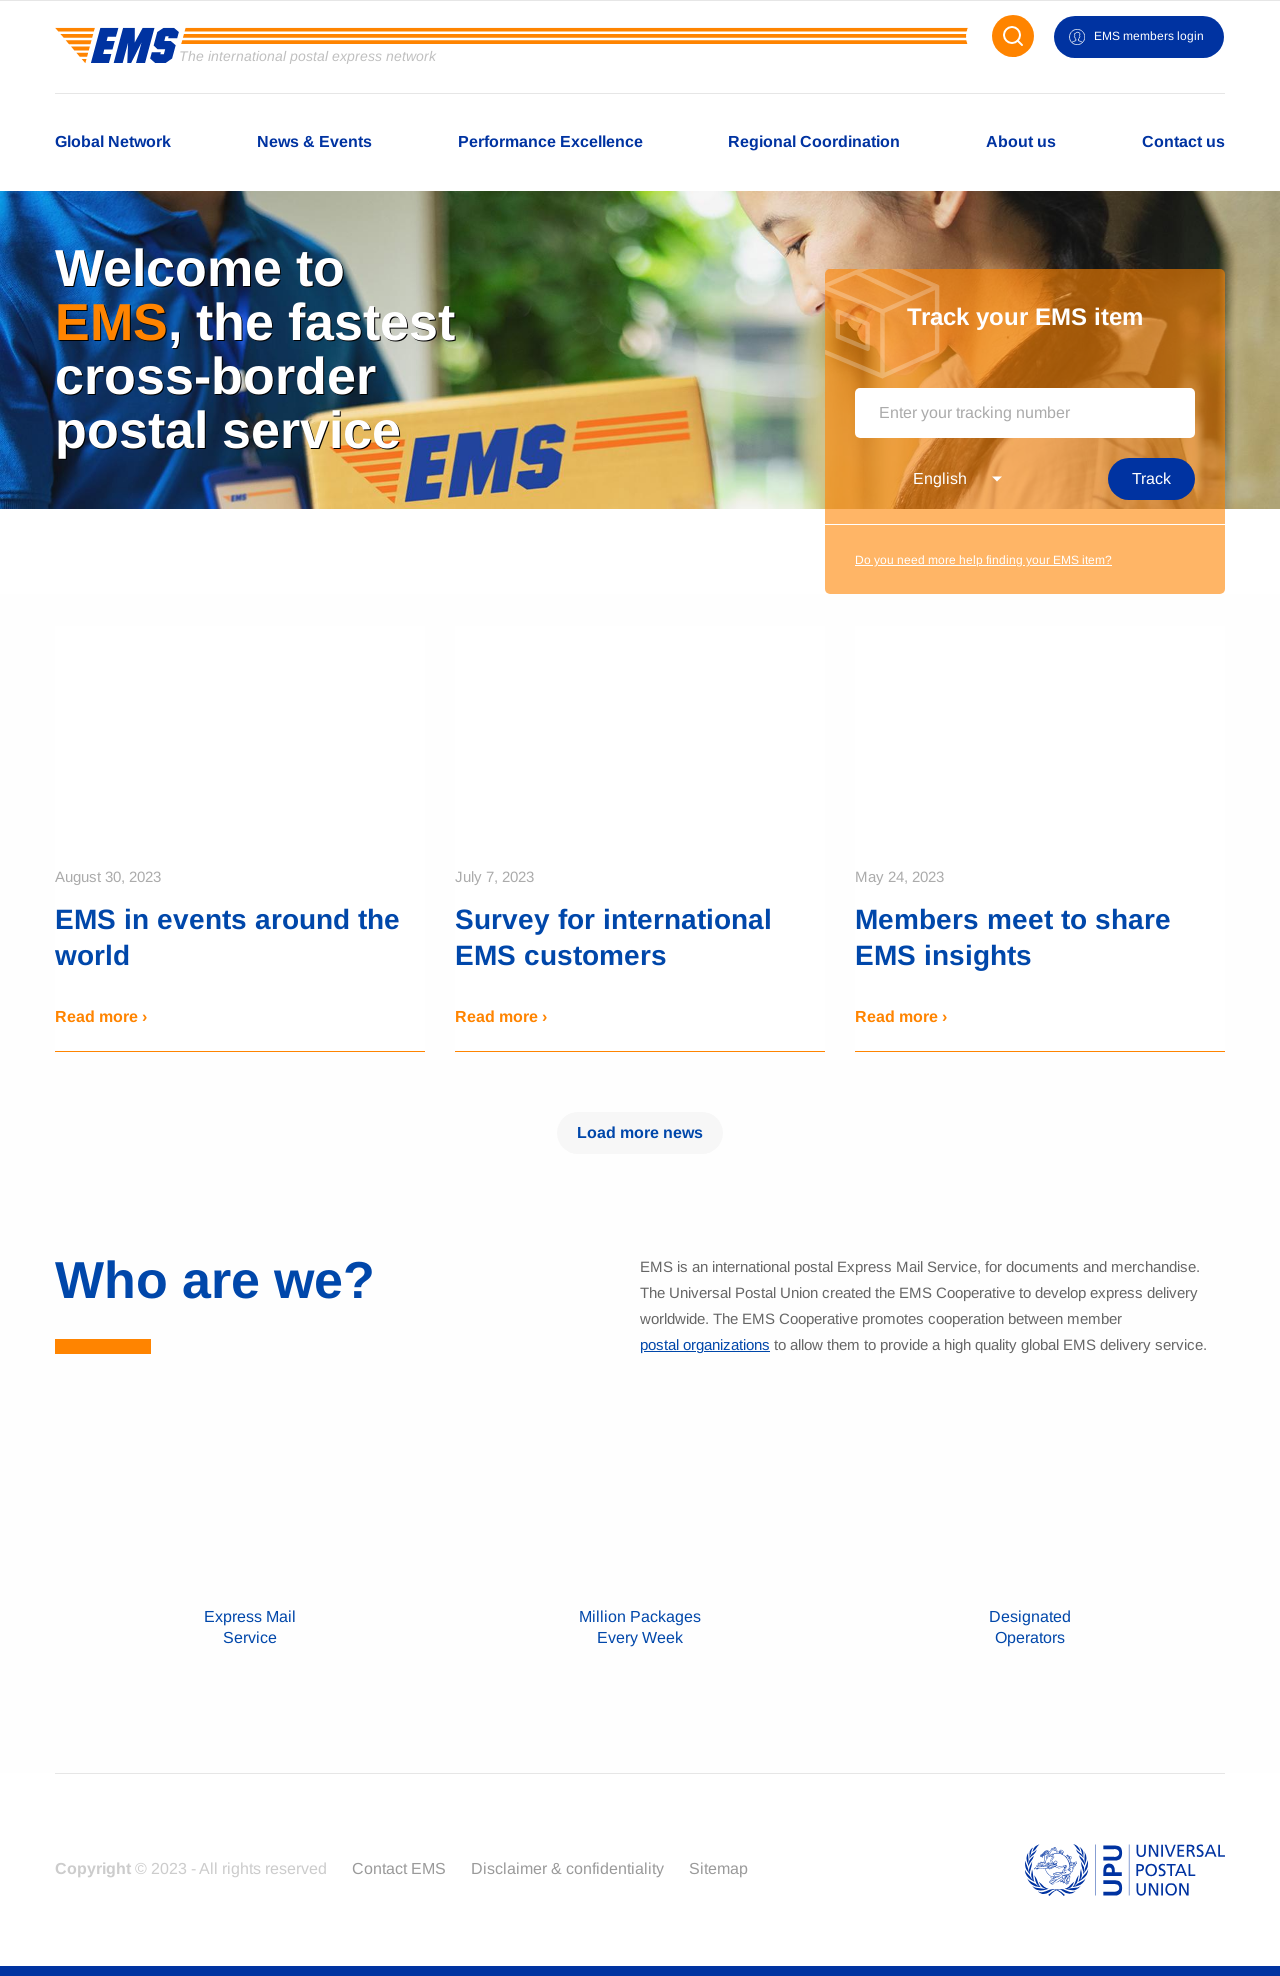 EMS
The international postal express network
EMS members login
Global Network
News & Events
Performance Excellence
Regional Coordination
About us
Contact us
Welcome to
EMS, the fastest
cross-border
postal service
EMS
EMS
Track your EMS item
Enter your tracking number
English
Track
Do you need more help finding your EMS item?
August 30, 2023
EMS in events around the
world
Read more ›
July 7, 2023
Survey for international
EMS customers
Read more ›
May 24, 2023
Members meet to share
EMS insights
Read more ›
Load more news
Who are we?
EMS is an international postal Express Mail Service, for documents and merchandise.
The Universal Postal Union created the EMS Cooperative to develop express delivery
worldwide. The EMS Cooperative promotes cooperation between member
postal organizations to allow them to provide a high quality global EMS delivery service.
Express Mail
Service
Million Packages
Every Week
Designated
Operators
Copyright © 2023 - All rights reserved
Contact EMS
Disclaimer & confidentiality
Sitemap
UPU
UNIVERSAL
POSTAL
UNION